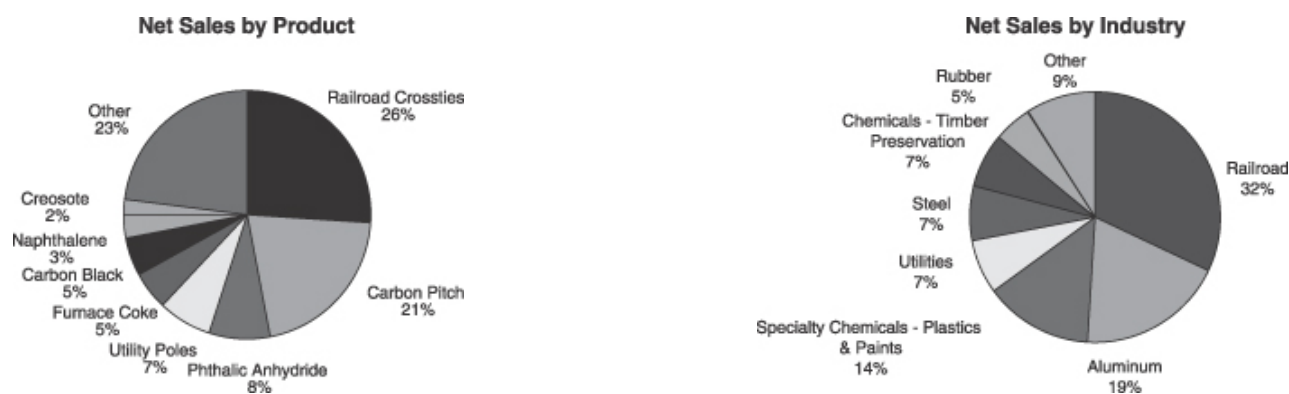 Net Sales by Product
Railroad Crossties
26%
Carbon Pitch
21%
Phthalic Anhydride
8%
Utility Poles
7%
Furnace Coke
5%
Carbon Black
5%
Naphthalene
3%
Creosote
2%
Other
23%
Net Sales by Industry
Railroad
32%
Aluminum
19%
Specialty Chemicals - Plastics
& Paints
14%
Utilities
7%
Steel
7%
Chemicals - Timber
Preservation
7%
Rubber
5%
Other
9%